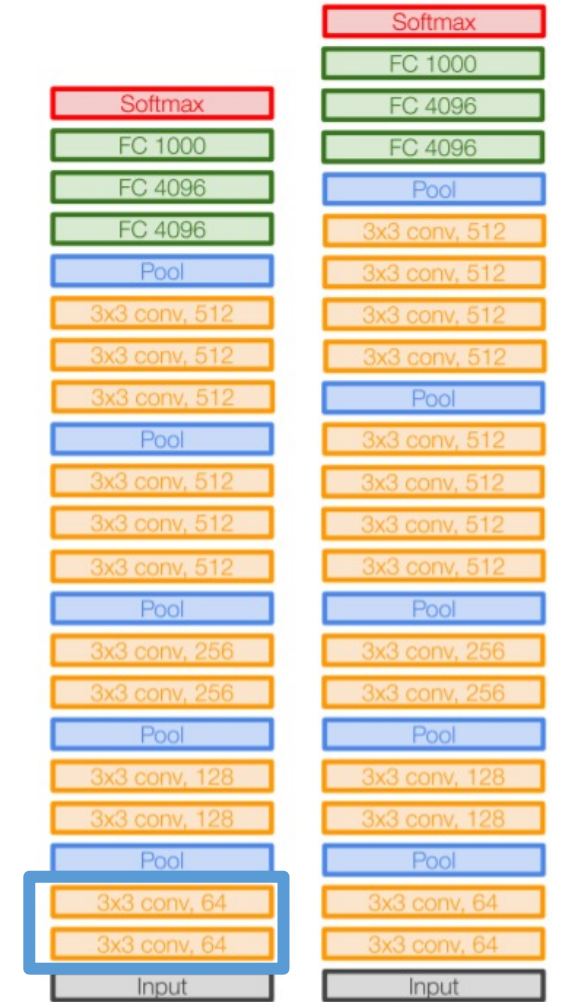 Softmax
FC 1000
FC 4096
FC 4096
Pool
3x3 conv, 512
3x3 conv, 512
3x3 conv, 512
Pool
3x3 conv, 512
3x3 conv, 512
3x3 conv, 512
Pool
3x3 conv, 256
3x3 conv, 256
Pool
3x3 conv, 128
3x3 conv, 128
Pool
3x3 conv, 64
3x3 conv, 64
Input
Softmax
FC 1000
FC 4096
FC 4096
Pool
3x3 conv, 512
3x3 conv, 512
3x3 conv, 512
3x3 conv, 512
Pool
3x3 conv, 512
3x3 conv, 512
3x3 conv, 512
3x3 conv, 512
Pool
3x3 conv, 256
3x3 conv, 256
Pool
3x3 conv, 128
3x3 conv, 128
Pool
3x3 conv, 64
3x3 conv, 64
Input